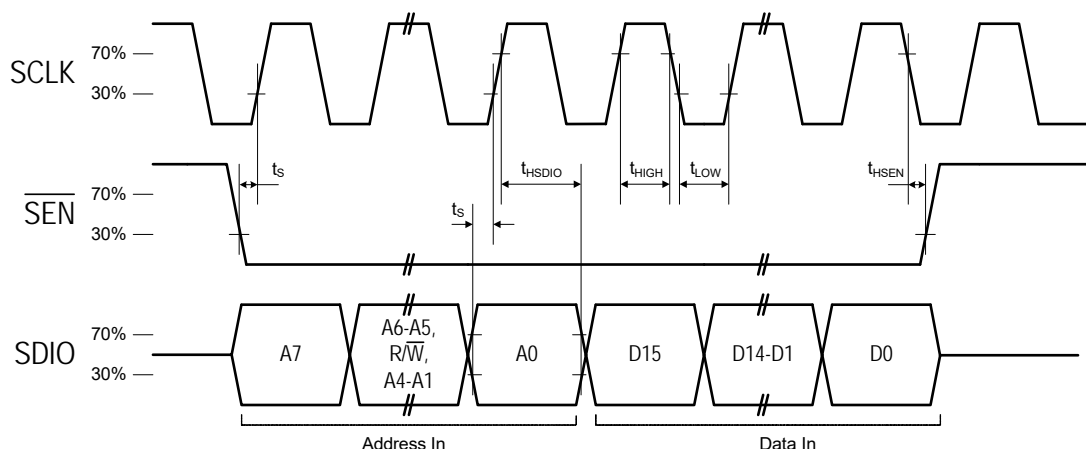 SCLK
70%
30%
tS
tHSDIO
tHIGH
tLOW
tHSEN
S̅E̅N̅
70%
30%
tS
SDIO
70%
30%
A7
A6-A5,
R/W̅,
A4-A1
A0
D15
D14-D1
D0
Address In
Data In